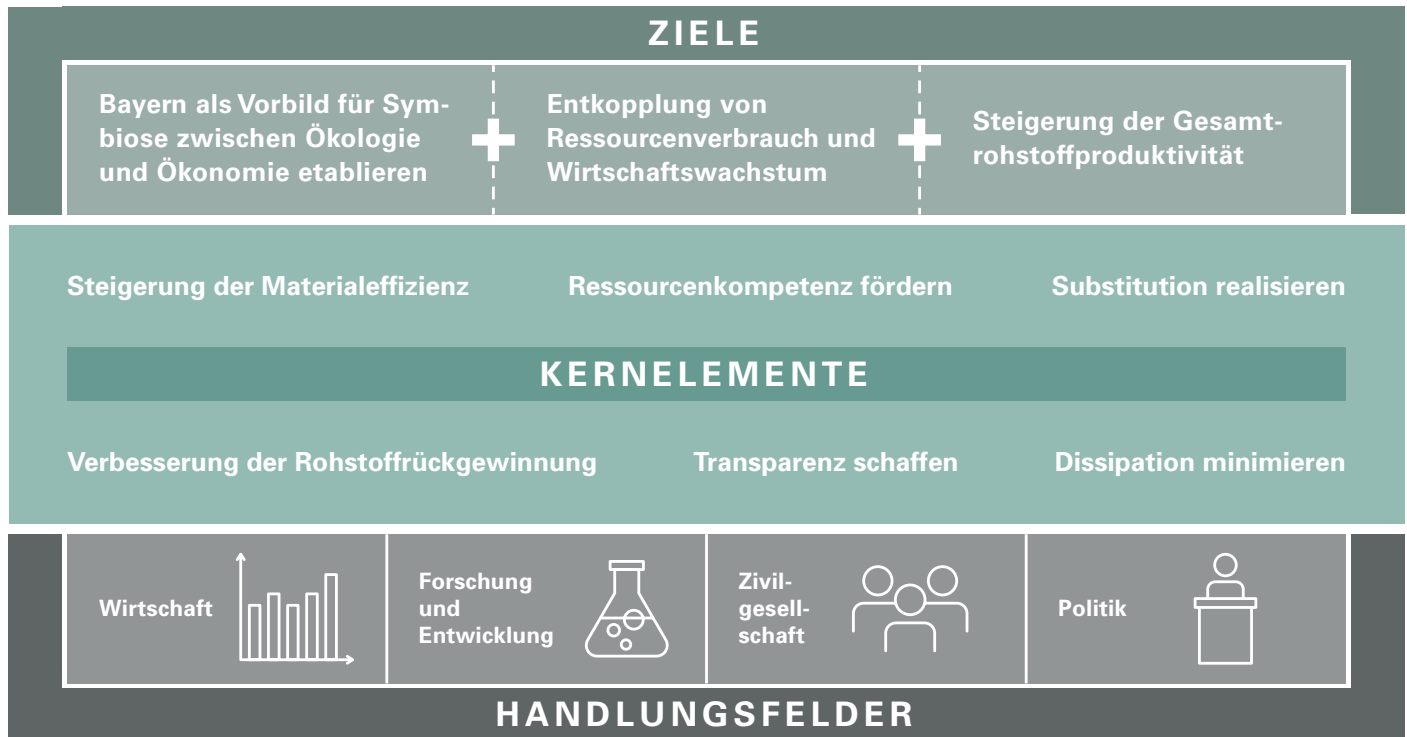 ZIELE
Bayern als Vorbild für Sym-
biose zwischen Ökologie
und Ökonomie etablieren
Entkopplung von
Ressourcenverbrauch und
Wirtschaftswachstum
Steigerung der Gesamt-
rohstoffproduktivität
Steigerung der Materialeffizienz
Ressourcenkompetenz fördern
Substitution realisieren
KERNELEMENTE
Verbesserung der Rohstoffrückgewinnung
Transparenz schaffen
Dissipation minimieren
Wirtschaft
Forschung
und
Entwicklung
Zivil-
gesell-
schaft
Politik
HANDLUNGSFELDER